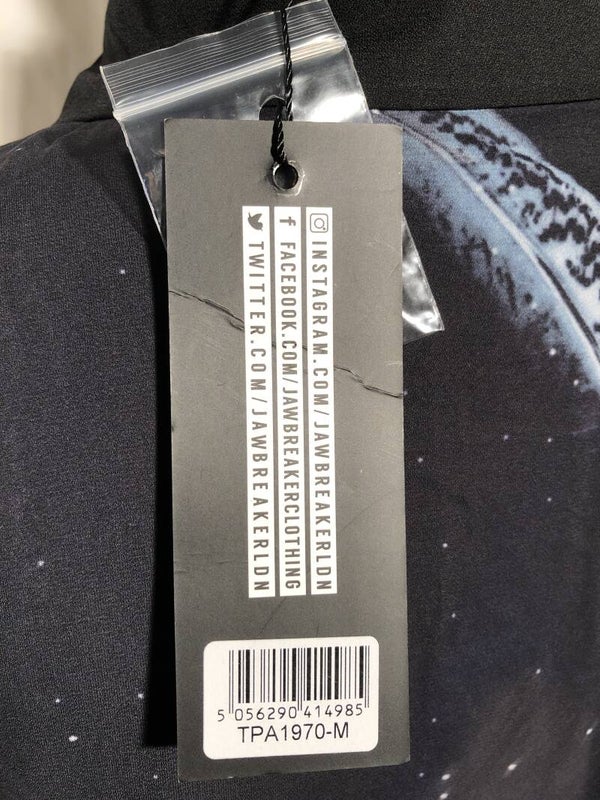 INSTAGRAM.COM/JAWBREAKERLDN
FACEBOOK.COM/JAWBREAKERCLOTHING
TWITTER.COM/JAWBREAKERLDN
5 056290 414985
TPA1970-M